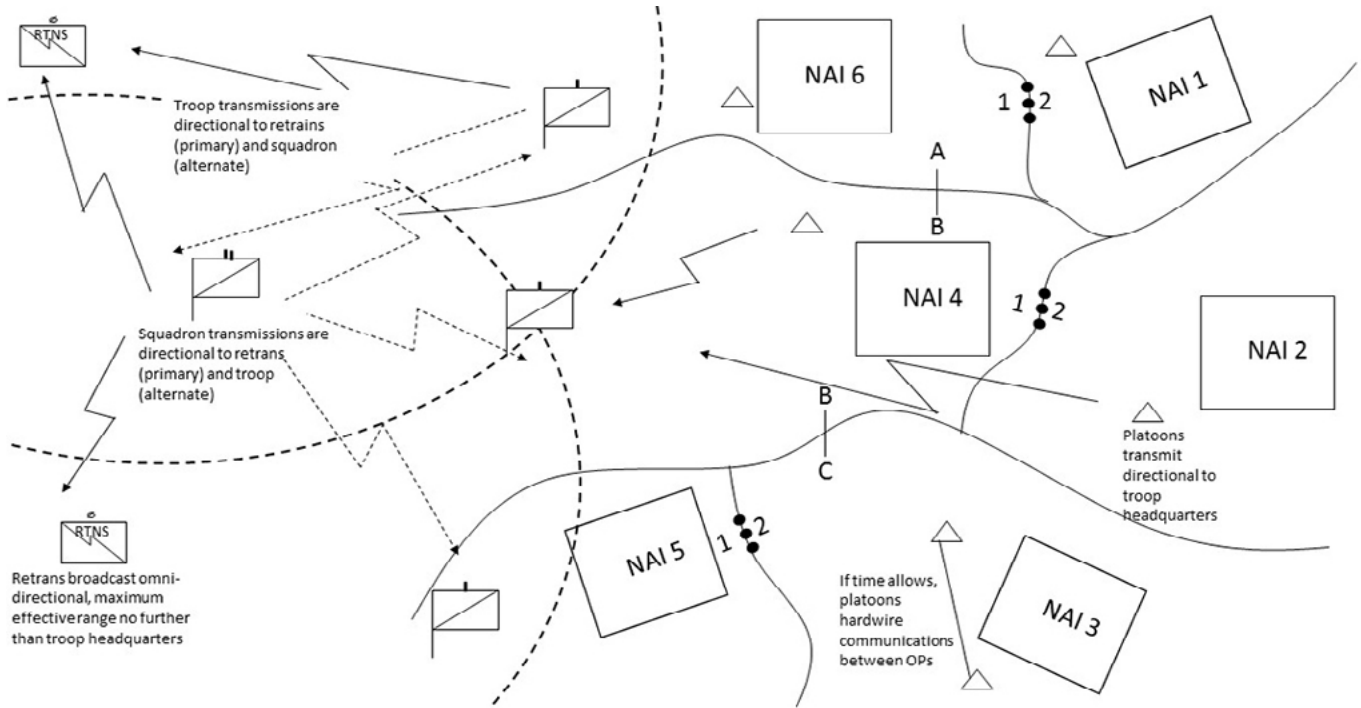 RTNS
Troop transmissions are
directional to retrains
(primary) and squadron
(alternate)
NAI 6
1 2
NAI 1
A
B
Squadron transmissions are
directional to retrans
(primary) and troop
(alternate)
NAI 4
1 2
NAI 2
B
C
Platoons
transmit
directional to
troop
headquarters
RTNS
Retrans broadcast omni-
directional, maximum
effective range no further
than troop headquarters
NAI 5
1 2
If time allows,
platoons
hardwire
communications
between OPs
NAI 3